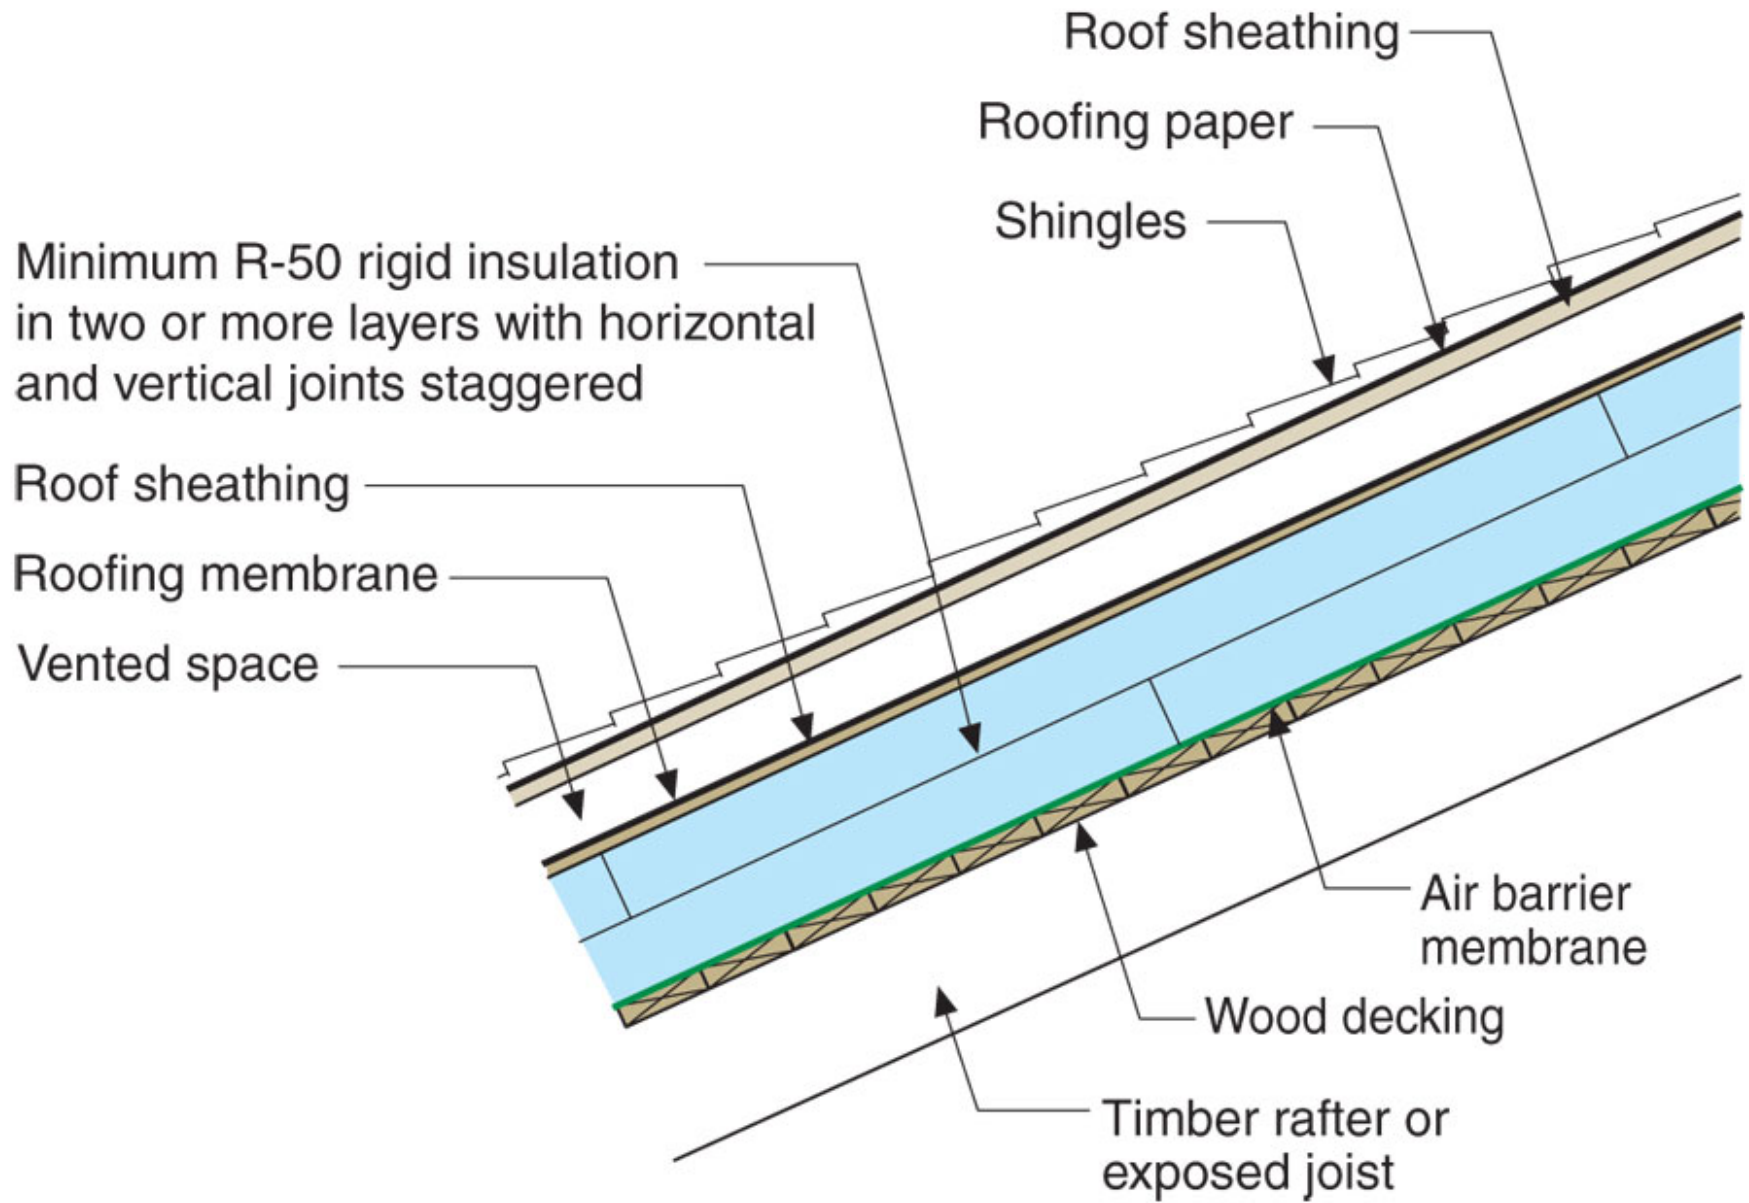 Roof sheathing
Roofing paper
Shingles
Minimum R-50 rigid insulation
in two or more layers with horizontal
and vertical joints staggered
Roof sheathing
Roofing membrane
Vented space
Air barrier
membrane
Wood decking
Timber rafter or
exposed joist